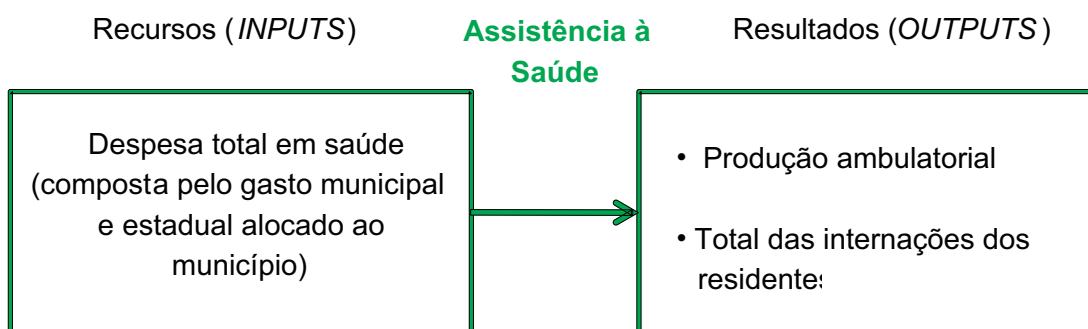 Recursos (INPUTS)
Assistência à
Saúde
Resultados (OUTPUTS)
Despesa total em saúde
(composta pelo gasto municipal
e estadual alocado ao
município)
• Produção ambulatorial
• Total das internações dos
residentes